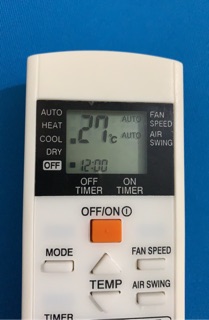 AUTO
HEAT
COOL
DRY
OFF
27°C
AUTO
AUTO
12:00
FAN
SPEED
AIR
SWING
OFF
TIMER
ON
TIMER
OFF/ON
MODE
FAN SPEED
TEMP
AIR SWING
TIMER